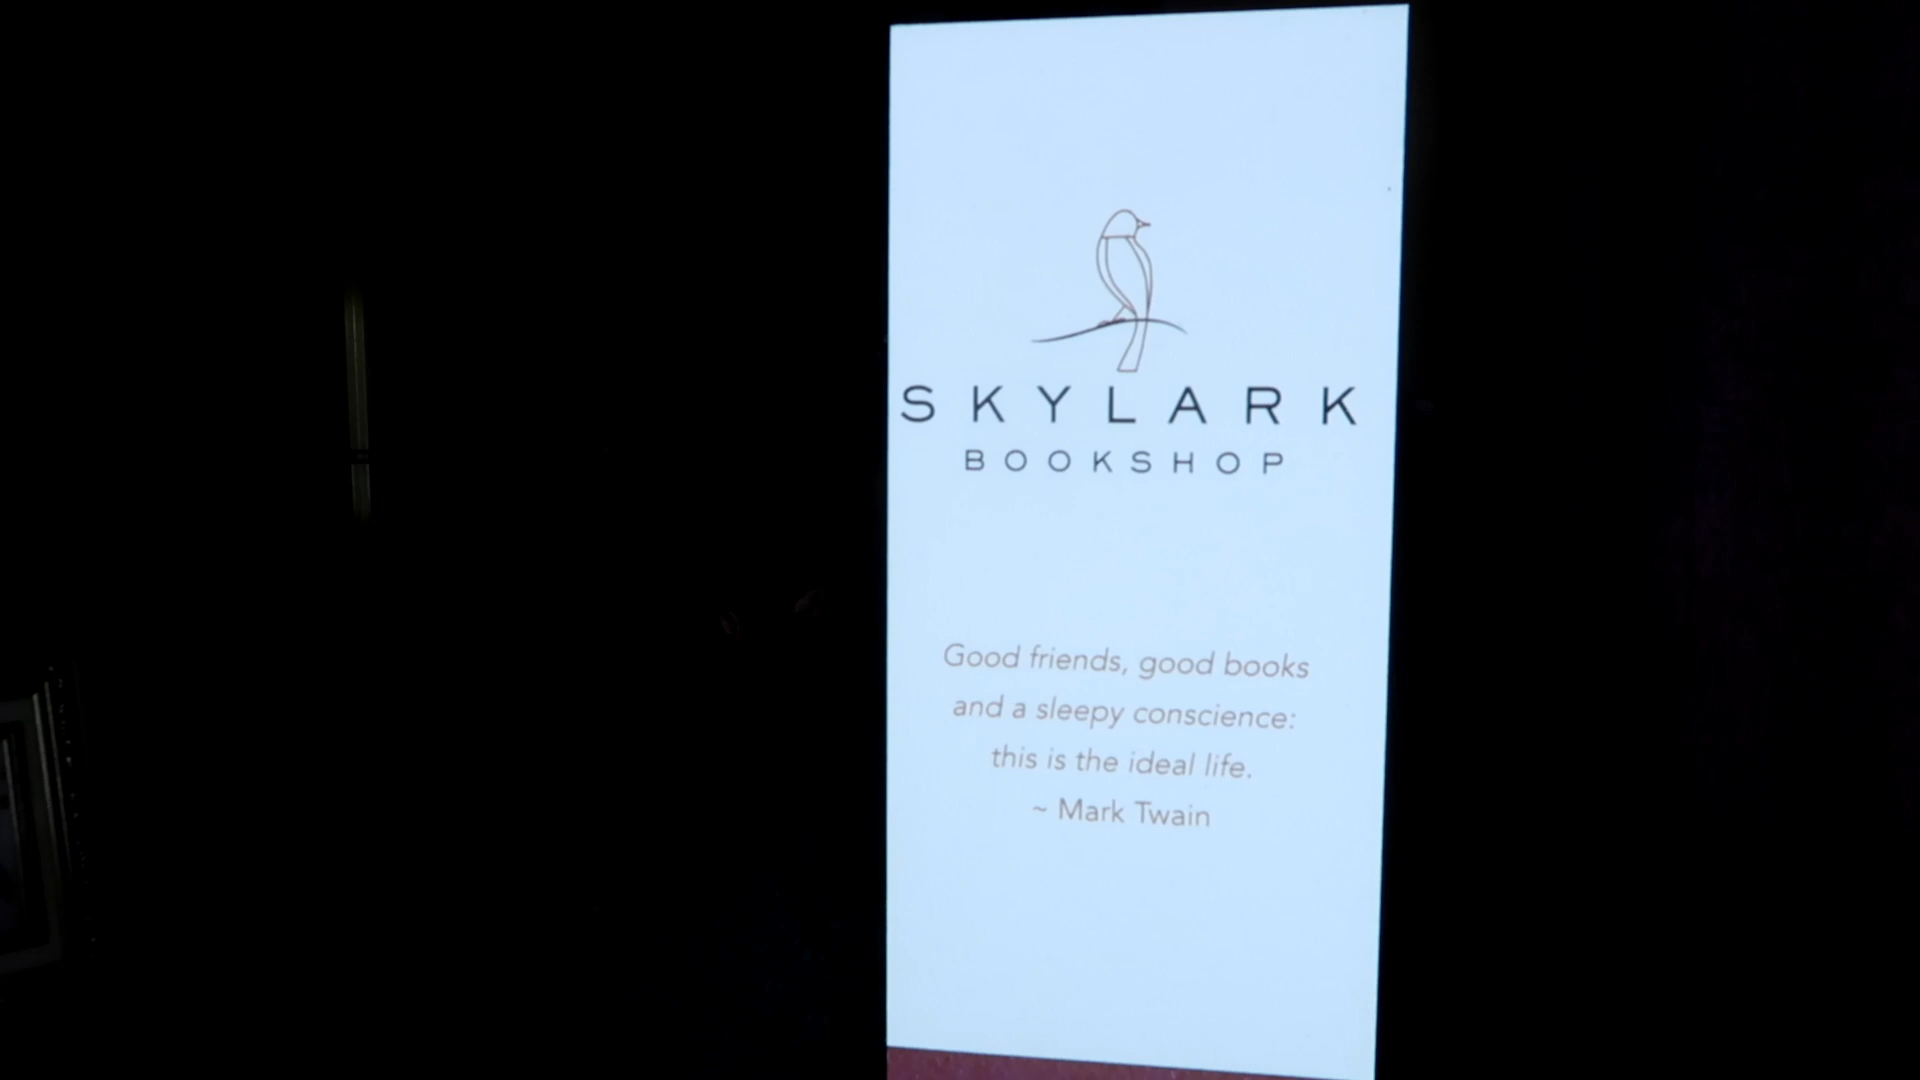 SKYLARK
BOOKSHOP
Good friends, good books
and a sleepy conscience:
this is the ideal life.
~ Mark Twain